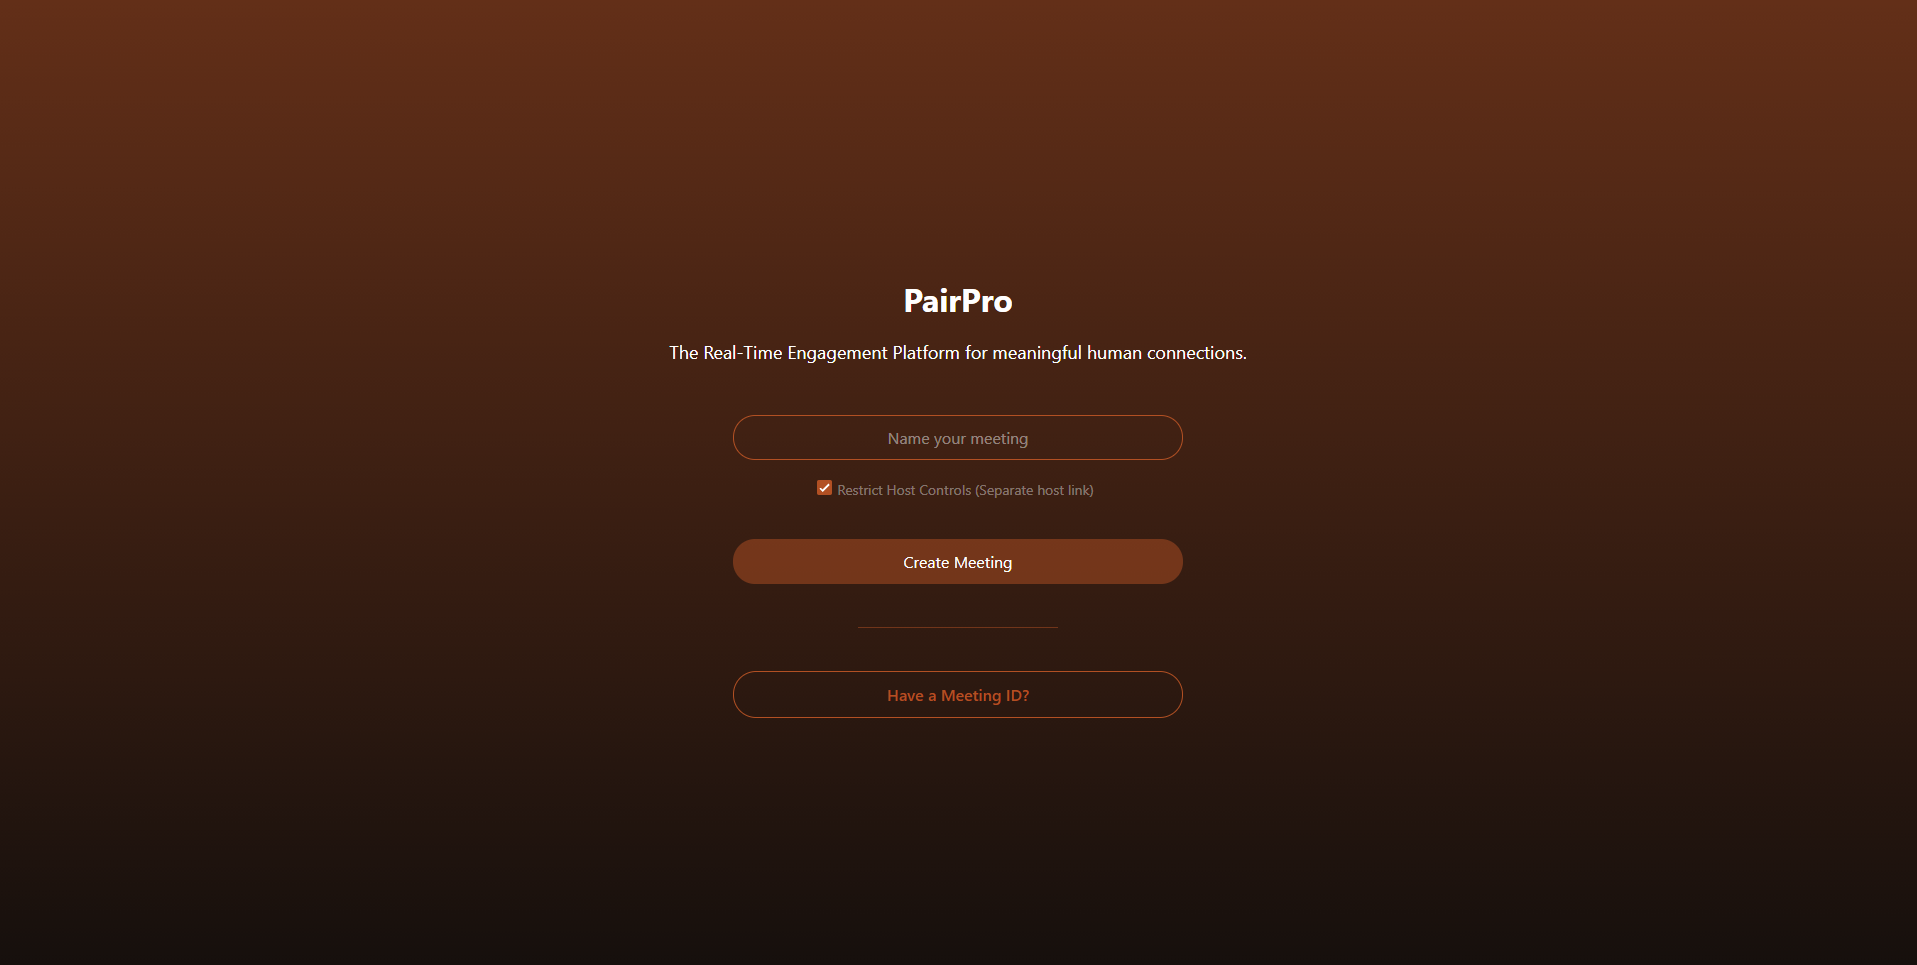 PairPro
The Real-Time Engagement Platform for meaningful human connections.
Name your meeting
Restrict Host Controls (Separate host link)
Create Meeting
Have a Meeting ID?